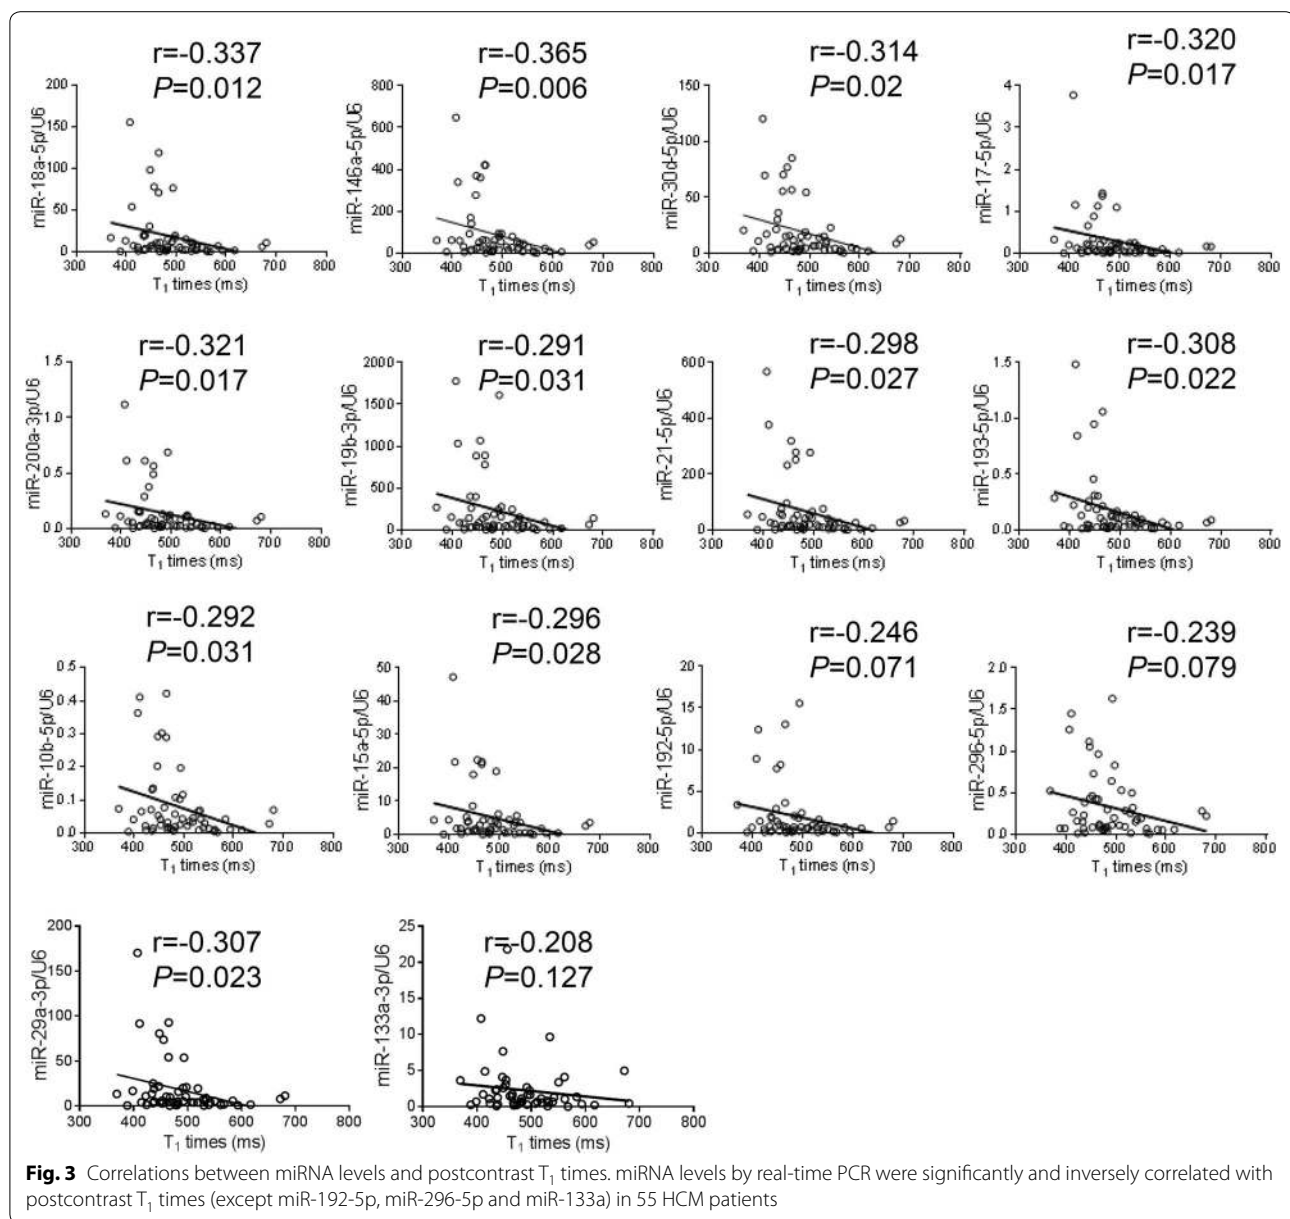 r=-0.337
P=0.012
miR-18a-5p/U6
200
150
100
50
0
300 400 500 600 700 800
T₁ times (ms)
r=-0.365
P=0.006
miR-146a-5p/U6
800
600
400
200
0
300 400 500 600 700 800
T₁ times (ms)
r=-0.314
P=0.02
miR-30d-5p/U6
150
100
50
0
300 400 500 600 700 800
T₁ times (ms)
r=-0.320
P=0.017
miR-17-5p/U6
4
3
2
1
0
300 400 500 600 700 800
T₁ times (ms)
r=-0.321
P=0.017
miR-200a-3p/U6
1.5
1.0
0.5
0.0
300 400 500 600 700 800
T₁ times (ms)
r=-0.291
P=0.031
miR-19b-3p/U6
2000
1500
1000
500
0
300 400 500 600 700 800
T₁ times (ms)
r=-0.298
P=0.027
miR-21-5p/U6
600
400
200
0
300 400 500 600 700 800
T₁ times (ms)
r=-0.308
P=0.022
miR-193-5p/U6
1.5
1.0
0.5
0.0
300 400 500 600 700 800
T₁ times (ms)
r=-0.292
P=0.031
miR-10b-5p/U6
0.5
0.4
0.3
0.2
0.1
0.0
300 400 500 600 700 800
T₁ times (ms)
r=-0.296
P=0.028
miR-15a-5p/U6
50
40
30
20
10
0
300 400 500 600 700 800
T₁ times (ms)
r=-0.246
P=0.071
miR-192-5p/U6
20
15
10
5
0
300 400 500 600 700 800
T₁ times (ms)
r=-0.239
P=0.079
miR-296-5p/U6
2.0
1.5
1.0
0.5
0.0
300 400 500 600 700 800
T₁ times (ms)
r=-0.307
P=0.023
miR-29a-3p/U6
200
150
100
50
0
300 400 500 600 700 800
T₁ times (ms)
r=-0.208
P=0.127
miR-133a-3p/U6
25
20
15
10
5
0
300 400 500 600 700 800
T₁ times (ms)
Fig. 3 Correlations between miRNA levels and postcontrast T₁ times. miRNA levels by real-time PCR were significantly and inversely correlated with
postcontrast T₁ times (except miR-192-5p, miR-296-5p and miR-133a) in 55 HCM patients